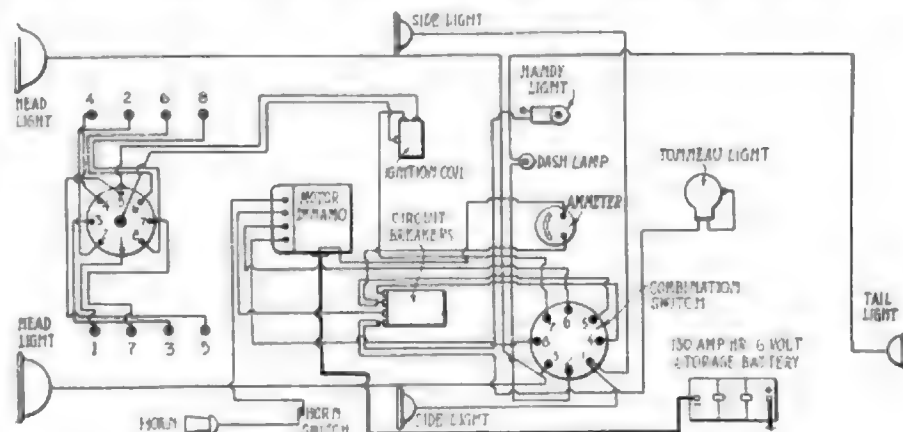 SIDE LIGHT
HEAD
LIGHT
4 2 6 8
HANDY
LIGHT
IGNITION COIL
DASH LAMP
TONNEAU LIGHT
MOTOR
DYNAMO
CIRCUIT
BREAKERS
AMMETER
COMBINATION
SWITCH
TAIL
LIGHT
HEAD
LIGHT
1 7 3 5
130 AMP HR. 6 VOLT
STORAGE BATTERY
HORN
HORN
SWITCH
SIDE LIGHT